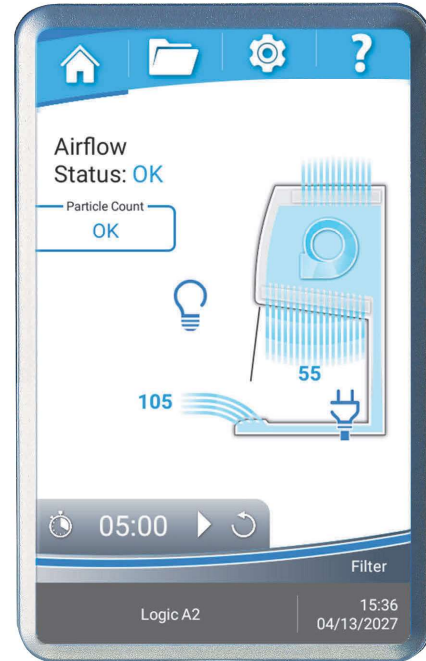 ?
Airflow
Status: OK
Particle Count
OK
55
105
05:00
Filter
Logic A2
15:36
04/13/2027